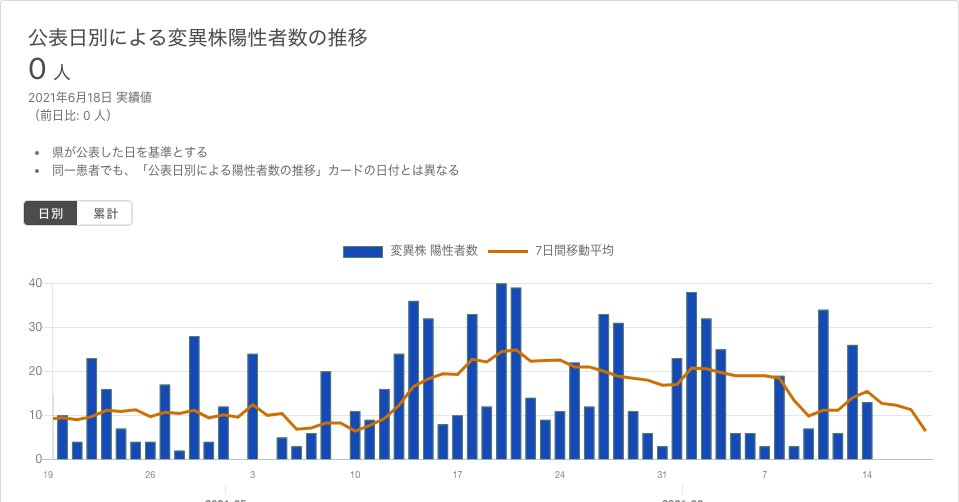 公表日別による変異株陽性者数の推移
0 人
2021年6月18日 実績値
（前日比: 0 人）
• 県が公表した日を基準とする
• 同一患者でも、「公表日別による陽性者数の推移」カードの日付とは異なる
日別 累計
変異株 陽性者数 7日間移動平均
40
30
20
10
0
19 26 3 10 17 24 31 7 14